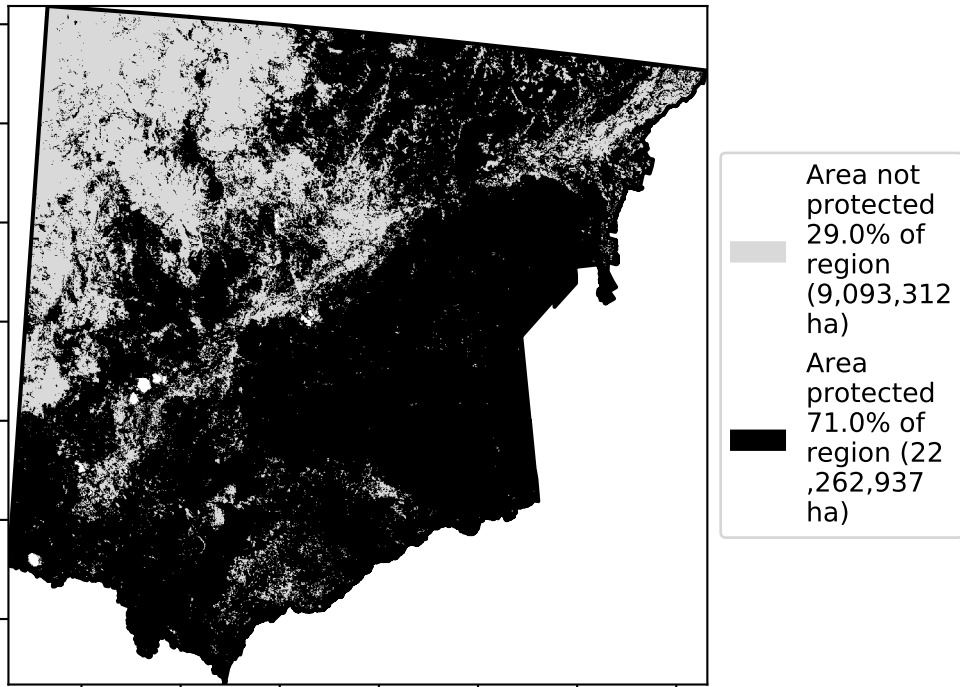 Area not
protected
29.0% of
region
(9,093,312
ha)
Area
protected
71.0% of
region (22
,262,937
ha)